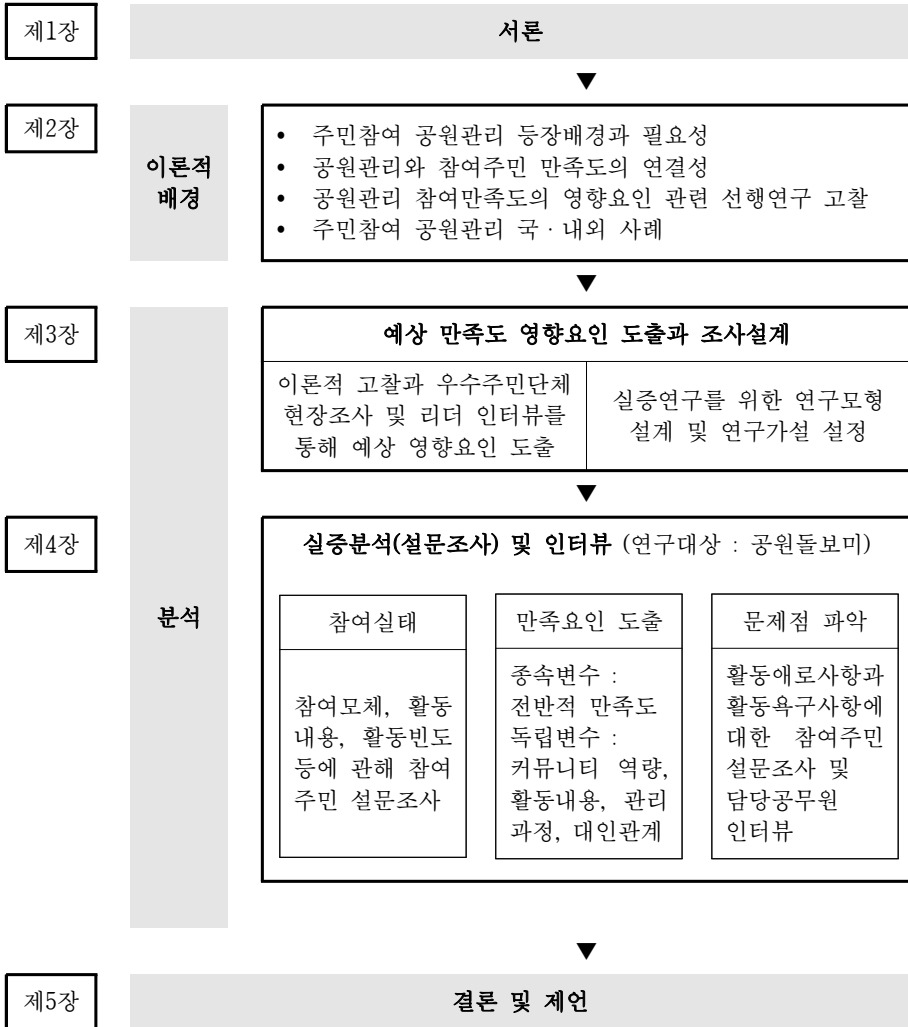 제1장
서론
▼
제2장
이론적
배경
• 주민참여 공원관리 등장배경과 필요성
• 공원관리와 참여주민 만족도의 연결성
• 공원관리 참여만족도의 영향요인 관련 선행연구 고찰
• 주민참여 공원관리 국·내외 사례
▼
제3장
분석
예상 만족도 영향요인 도출과 조사설계
이론적 고찰과 우수주민단체
현장조사 및 리더 인터뷰를
통해 예상 영향요인 도출
실증연구를 위한 연구모형
설계 및 연구가설 설정
▼
제4장
실증분석(설문조사) 및 인터뷰 (연구대상 : 공원돌보미)
참여실태
참여모체, 활동
내용, 활동빈도
등에 관해 참여
주민 설문조사
만족요인 도출
종속변수 :
전반적 만족도
독립변수 :
커뮤니티 역량,
활동내용, 관리
과정, 대인관계
문제점 파악
활동애로사항과
활동욕구사항에
대한 참여주민
설문조사 및
담당공무원
인터뷰
▼
제5장
결론 및 제언